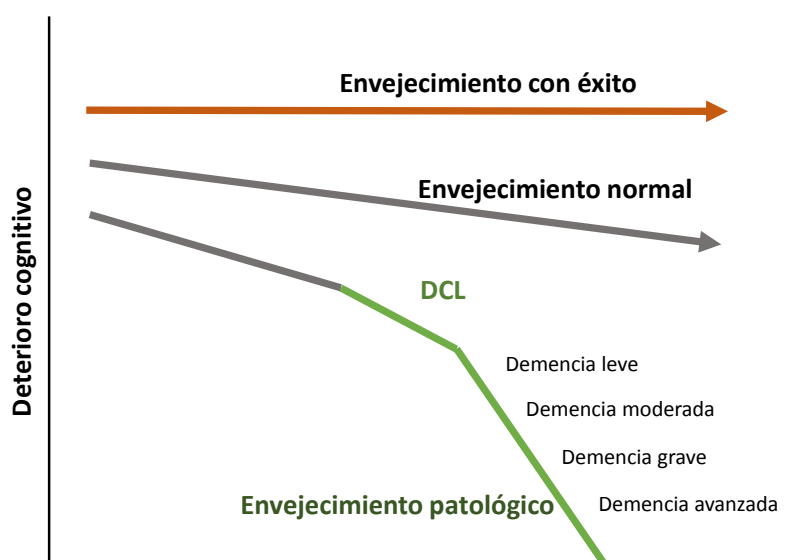 Envejecimiento con éxito
Envejecimiento normal
Deterioro cognitivo
DCL
Demencia leve
Demencia moderada
Demencia grave
Envejecimiento patológico
Demencia avanzada